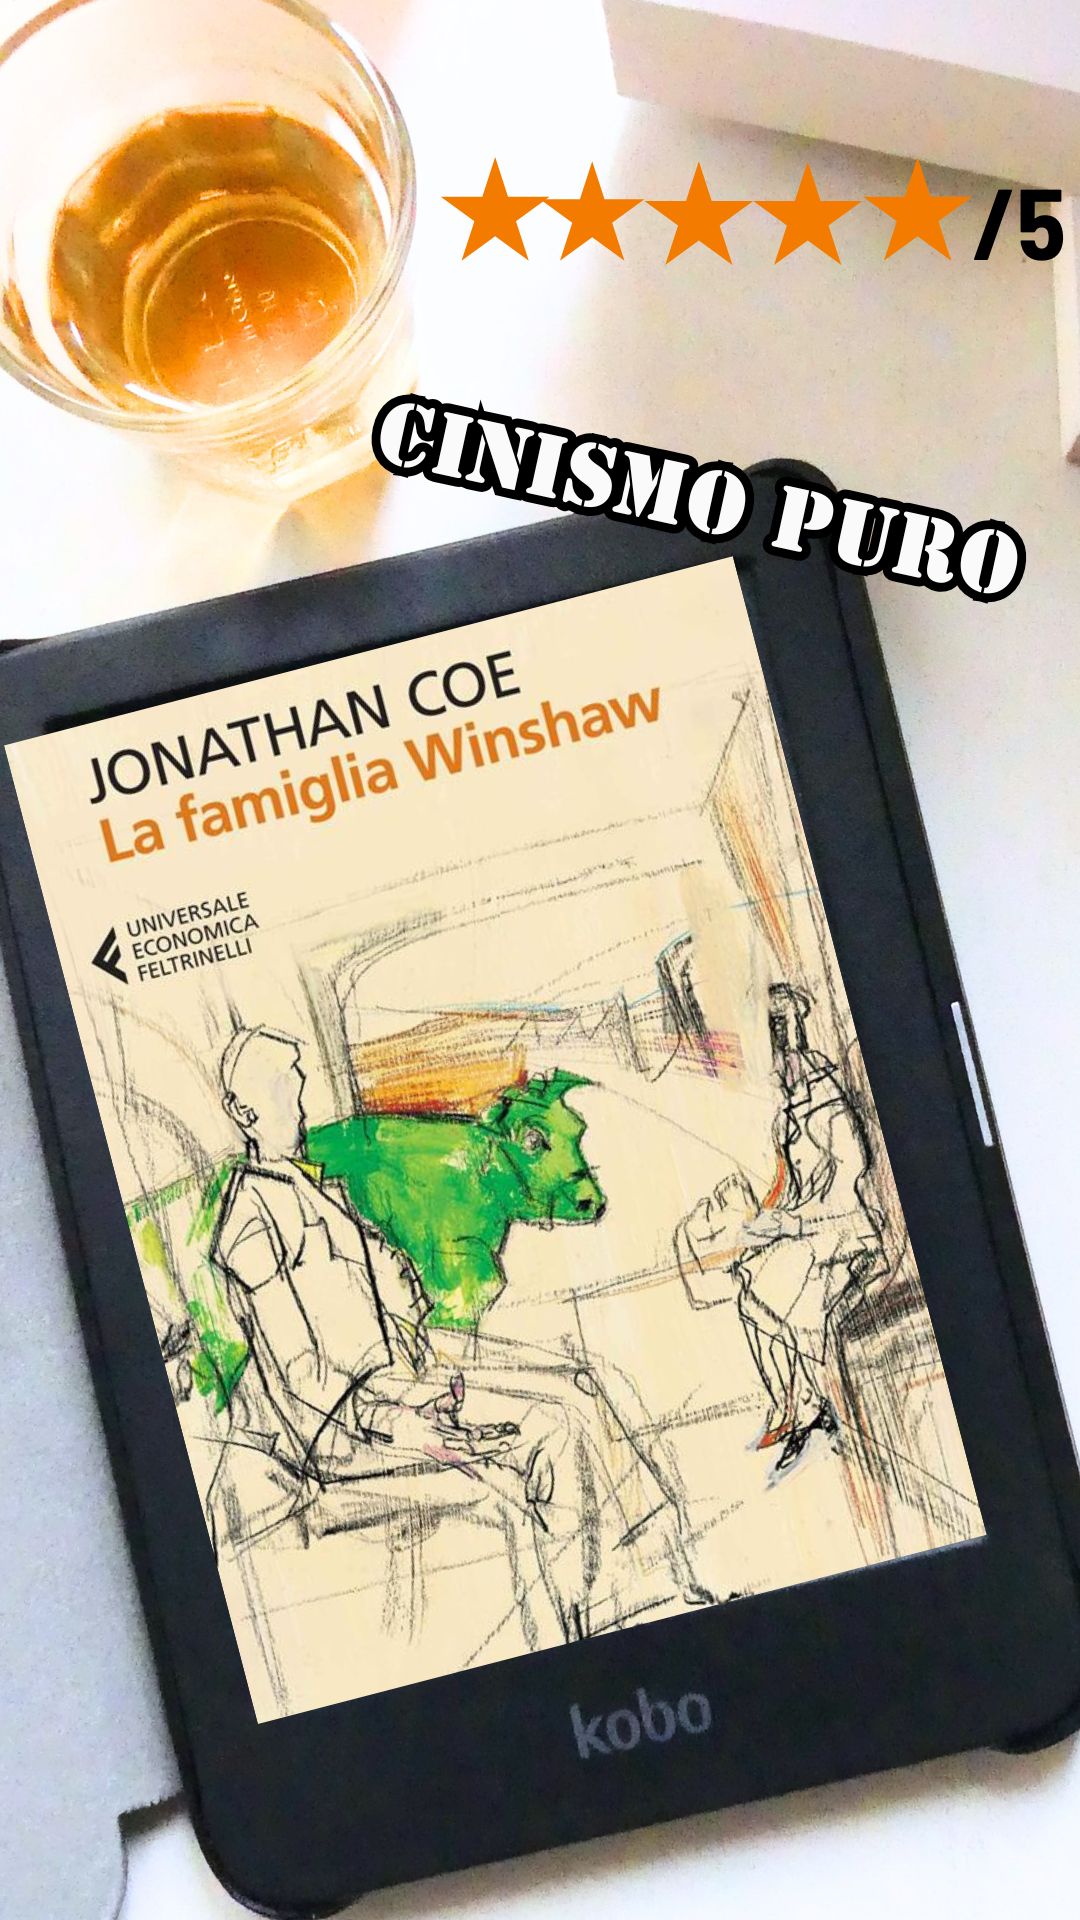 ★★★★★/5
CINISMO PURO
JONATHAN COE
La famiglia Winshaw
UNIVERSALE
ECONOMICA
FELTRINELLI
kobo